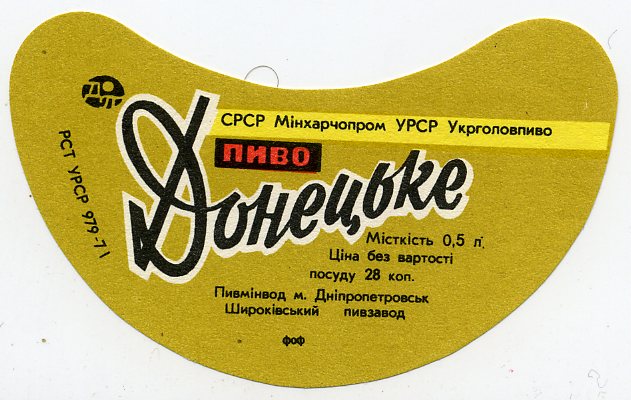 СРСР Мінхарчопром УРСР Укрголовпиво
ПИВО
Донецьке
РСТ УРСР 979-71
Місткість 0,5 л.
Ціна без вартості
посуду 28 коп.
Пивмінвод м. Дніпропетровськ
Широківський пивзавод
фоф